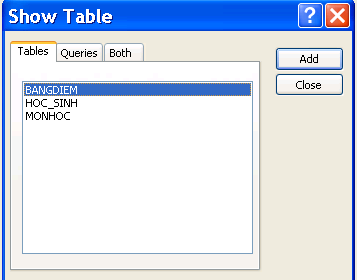 Show Table
Tables Queries Both
Add
Close
BANGDIEM
HOC_SINH
MONHOC